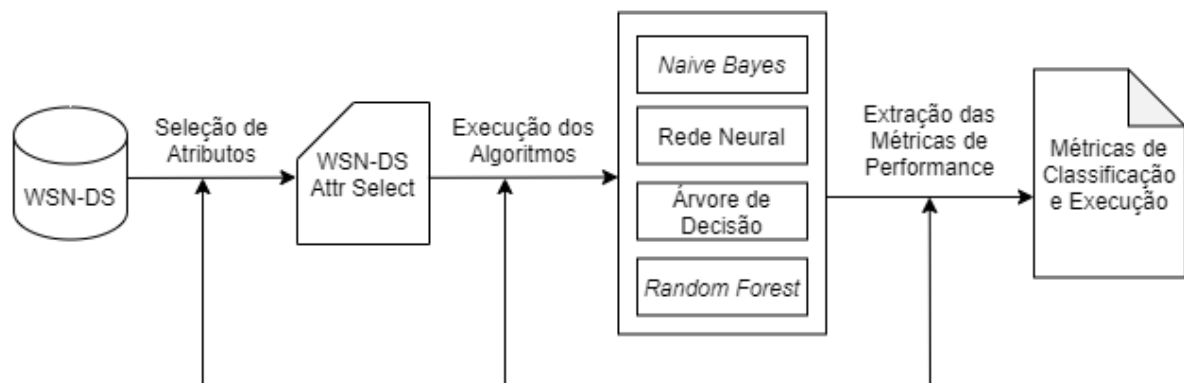 WSN-DS
Seleção de
Atributos
WSN-DS
Attr Select
Execução dos
Algoritmos
Naive Bayes
Rede Neural
Árvore de
Decisão
Random Forest
Extração das
Métricas de
Performance
Métricas de
Classificação
e Execução